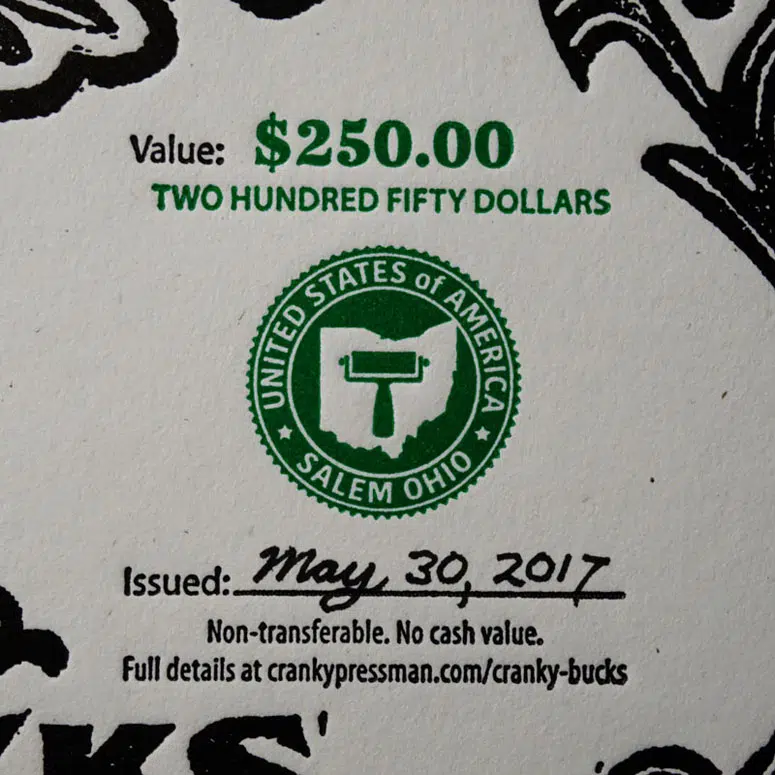 Value: $250.00
TWO HUNDRED FIFTY DOLLARS
UNITED STATES of AMERICA
SALEM OHIO
Issued: May 30, 2017
Non-transferable. No cash value.
Full details at crankypressman.com/cranky-bucks